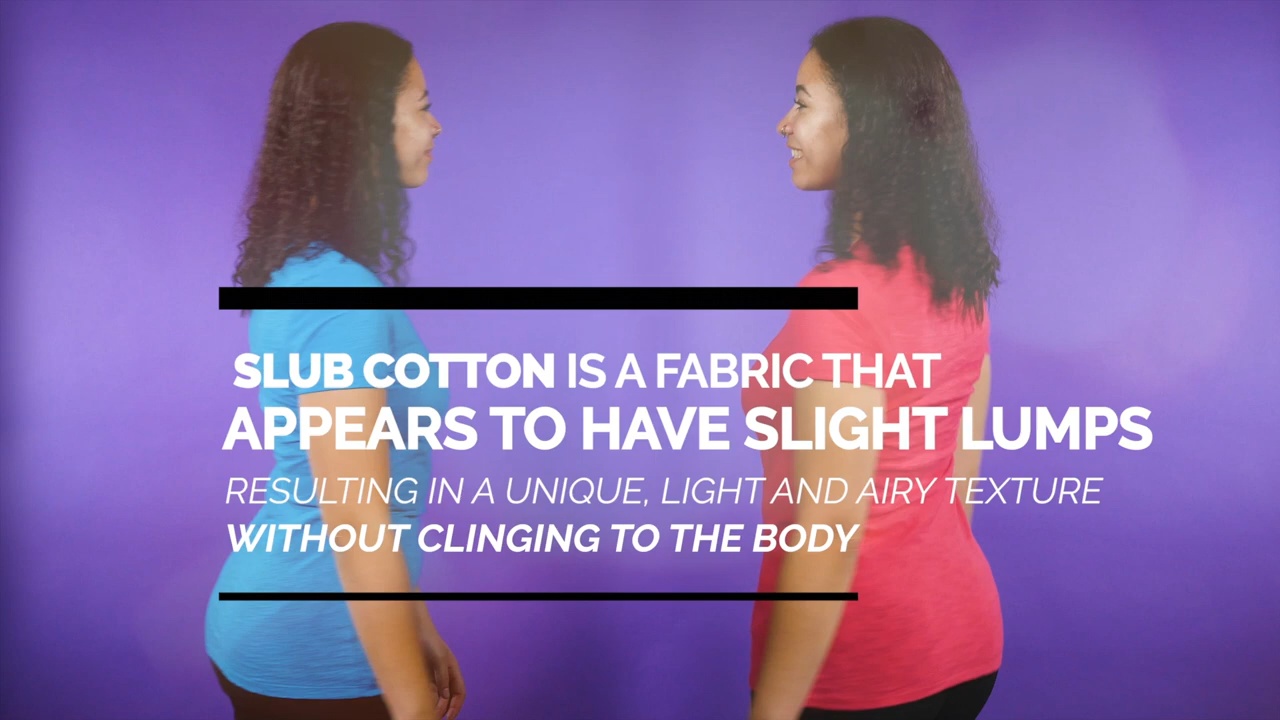 SLUB COTTON IS A FABRIC THAT
APPEARS TO HAVE SLIGHT LUMPS
RESULTING IN A UNIQUE, LIGHT AND AIRY TEXTURE
WITHOUT CLINGING TO THE BODY